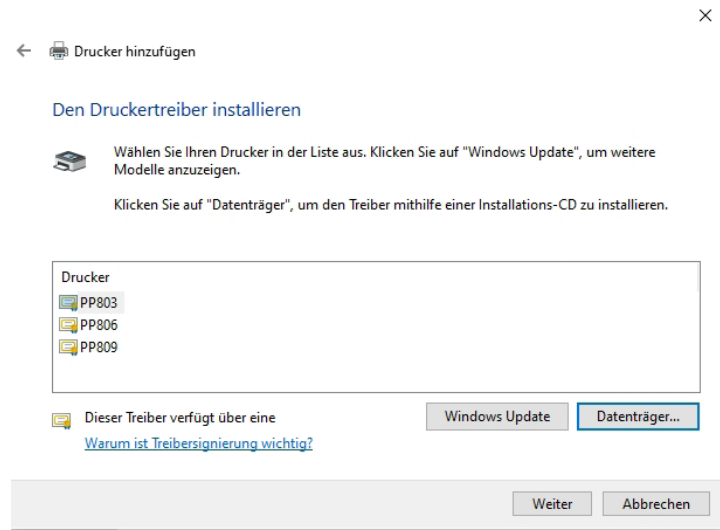 Drucker hinzufügen
Den Druckertreiber installieren
Wählen Sie Ihren Drucker in der Liste aus. Klicken Sie auf "Windows Update", um weitere
Modelle anzuzeigen.
Klicken Sie auf "Datenträger", um den Treiber mithilfe einer Installations-CD zu installieren.
Drucker
PP803
PP806
PP809
Dieser Treiber verfügt über eine
Warum ist Treibersignierung wichtig?
Windows Update
Datenträger...
Weiter
Abbrechen